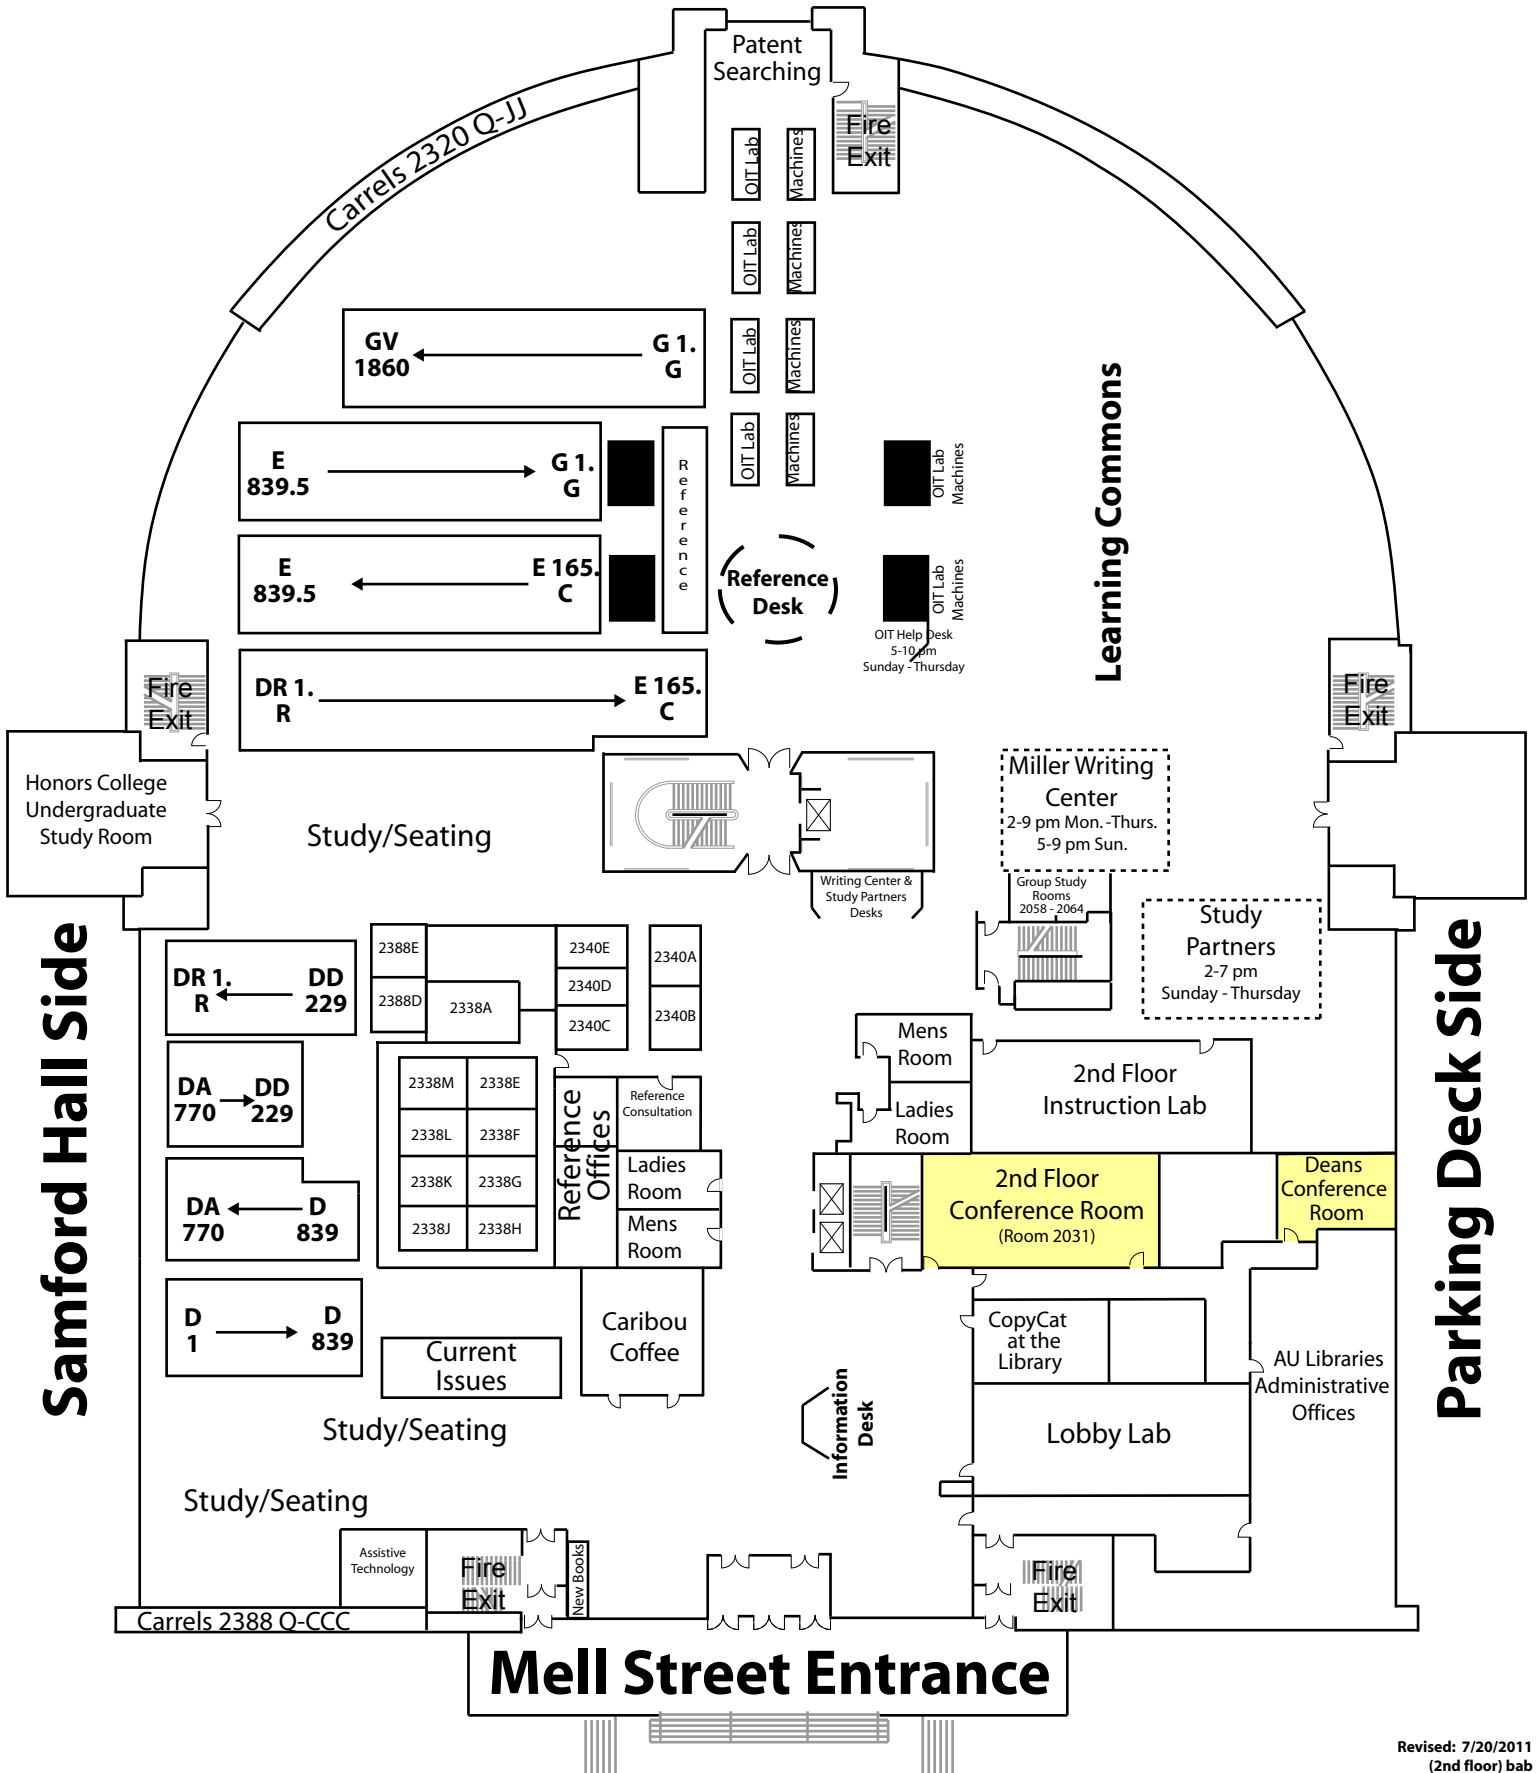 Patent
Searching
Fire
Exit
Carrels 2320 Q-JJ
OIT Lab
Machines
OIT Lab
Machines
OIT Lab
Machines
OIT Lab
Machines
GV
1860
G 1.
G
E
839.5
G 1.
G
Reference
OIT Lab
Machines
Learning Commons
E
839.5
E 165.
C
Reference
Desk
OIT Lab
Machines
OIT Help Desk
5-10 pm
Sunday - Thursday
DR 1.
R
E 165.
C
Fire
Exit
Fire
Exit
Honors College
Undergraduate
Study Room
Study/Seating
Miller Writing
Center
2-9 pm Mon. -Thurs.
5-9 pm Sun.
Writing Center &
Study Partners
Desks
Group Study
Rooms
2058 - 2064
Study
Partners
2-7 pm
Sunday - Thursday
Samford Hall Side
Parking Deck Side
DR 1.
R
DD
229
2388E
2388D
2338A
2340E
2340D
2340C
2340A
2340B
DA
770
DD
229
2338M
2338E
2338L
2338F
2338K
2338G
2338J
2338H
Reference
Offices
Reference
Consultation
Ladies
Room
Mens
Room
Mens
Room
Ladies
Room
2nd Floor
Instruction Lab
2nd Floor
Conference Room
(Room 2031)
Deans
Conference
Room
DA
770
D
839
D
1
D
839
Current
Issues
Caribou
Coffee
CopyCat
at the
Library
AU Libraries
Administrative
Offices
Information
Desk
Lobby Lab
Study/Seating
Study/Seating
Assistive
Technology
Fire
Exit
New Books
Fire
Exit
Carrels 2388 Q-CCC
Mell Street Entrance
Revised: 7/20/2011
(2nd floor) bab